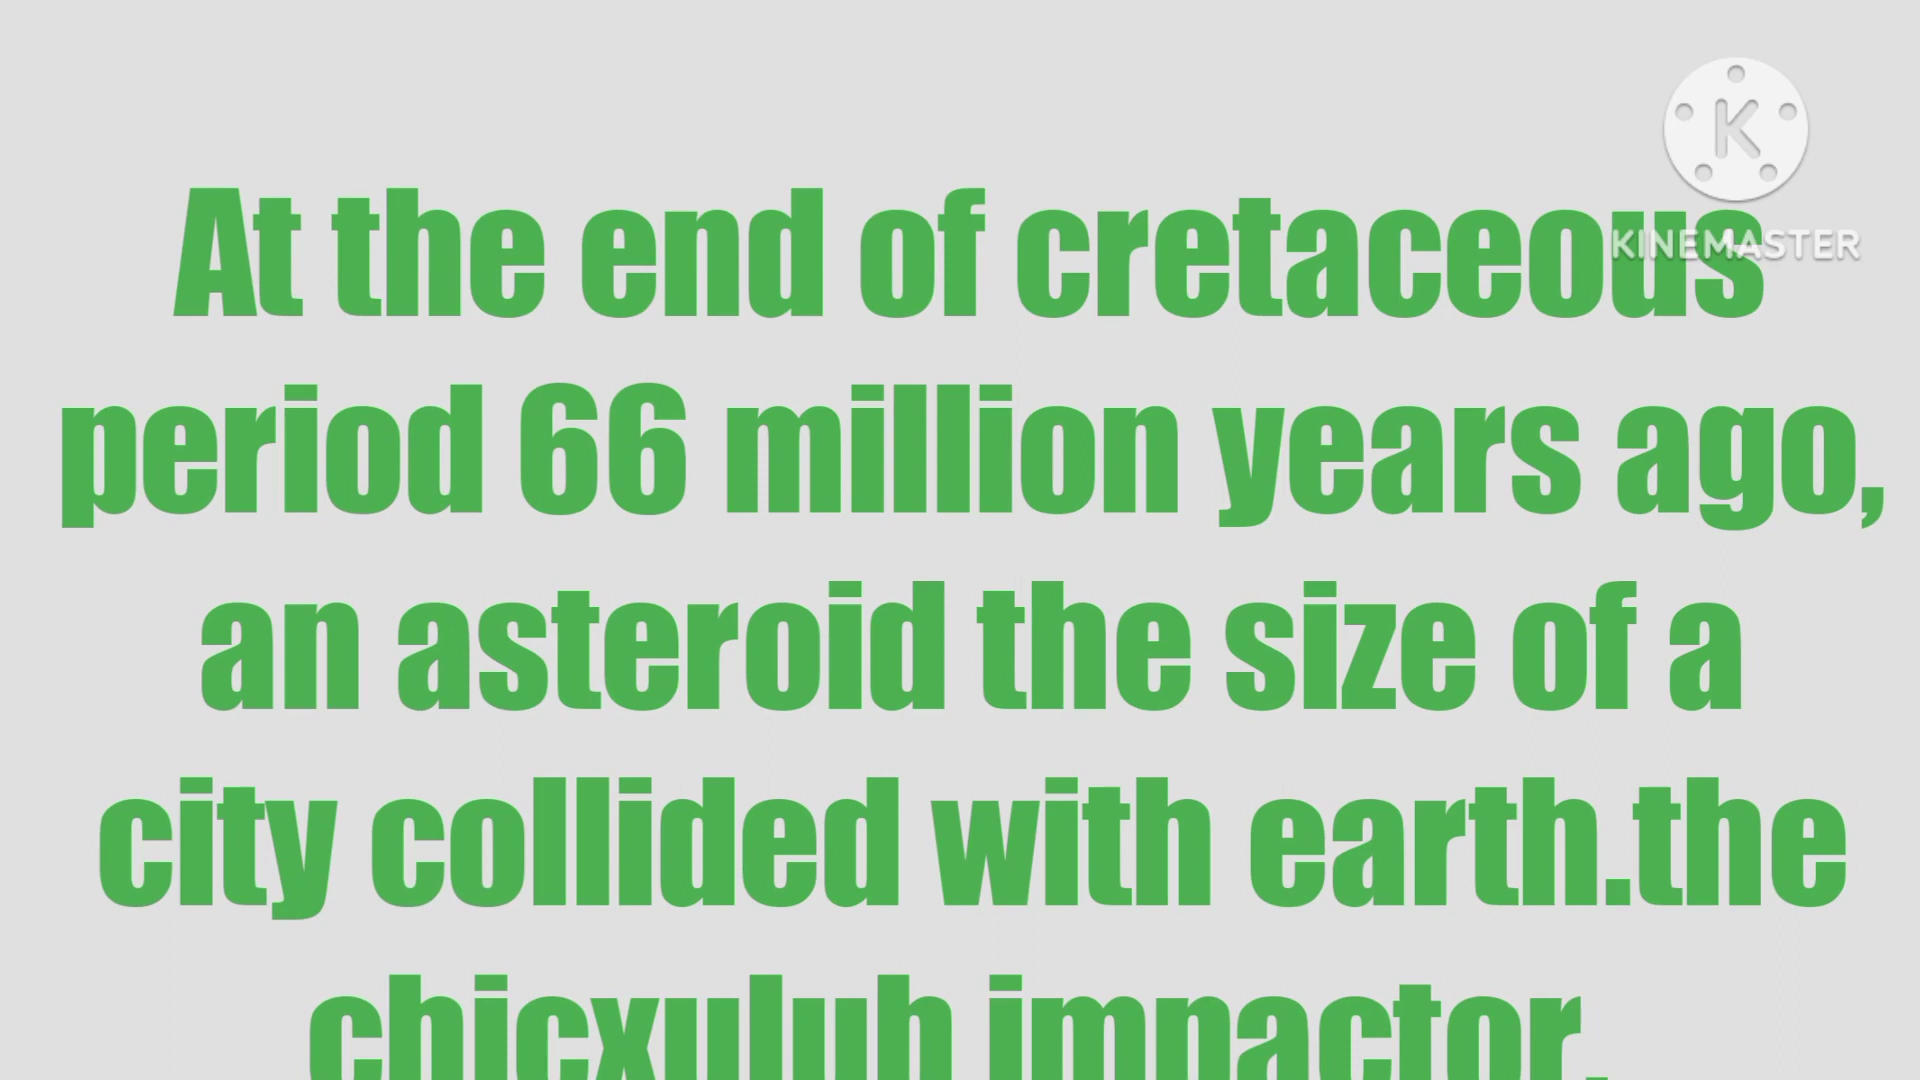 K
KINEMASTER
At the end of cretaceous
period 66 million years ago,
an asteroid the size of a
city collided with earth.the
chicxulub impactor.